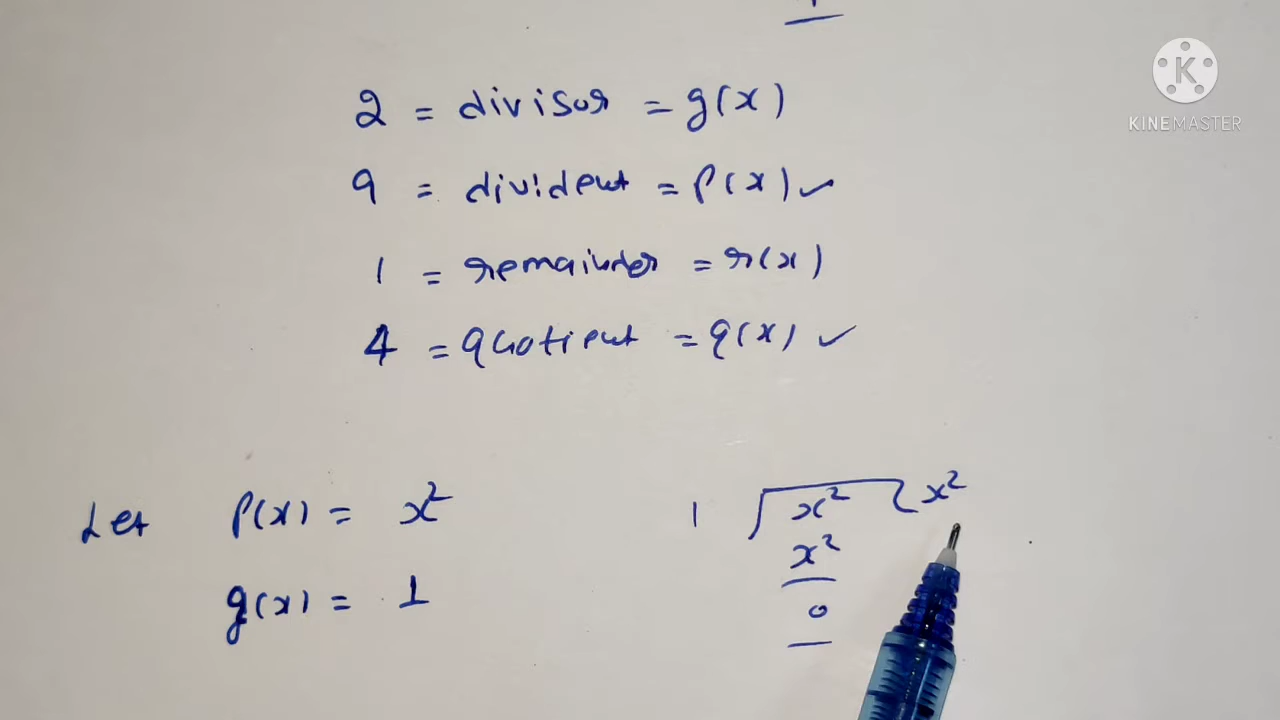 2 = divisor = g(x)
K
KINEMASTER
9 = divident = p(x) ✓
1 = remainder = r(x)
4 = quotient = q(x) ✓
Let p(x) = x²
g(x) = 1
1 x² x²
x²
0